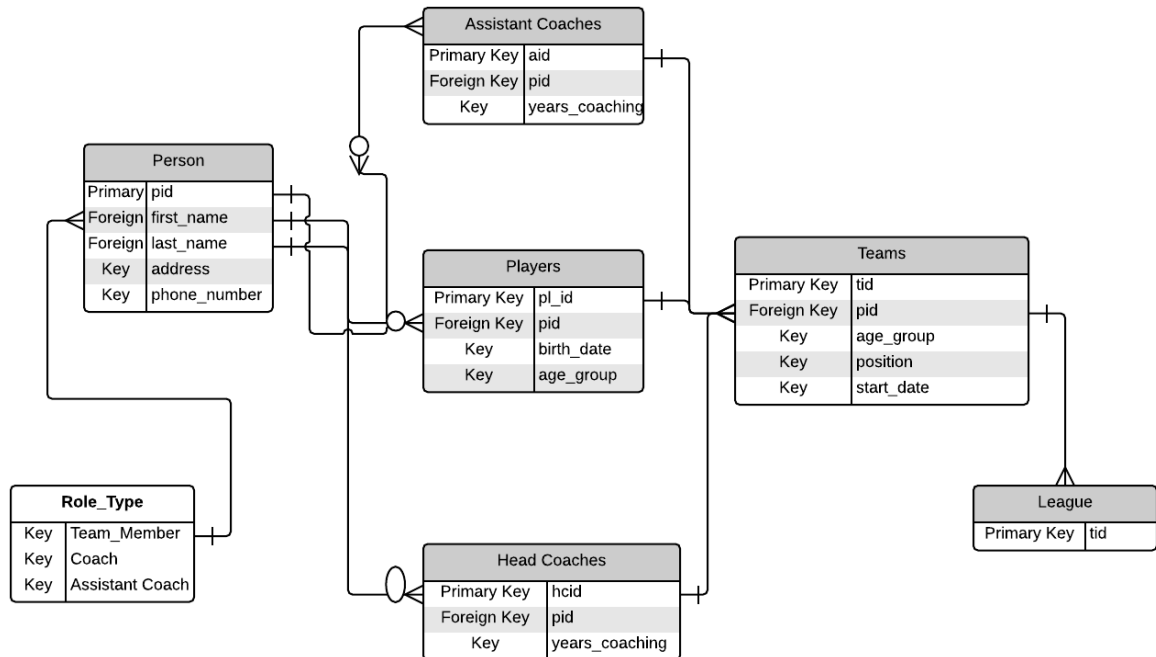 Assistant Coaches
Primary Key aid
Foreign Key pid
Key years_coaching
Person
Primary pid
Foreign first_name
Foreign last_name
Key address
Key phone_number
Players
Primary Key pl_id
Foreign Key pid
Key birth_date
Key age_group
Teams
Primary Key tid
Foreign Key pid
Key age_group
Key position
Key start_date
Role_Type
Key Team_Member
Key Coach
Key Assistant Coach
League
Primary Key tid
Head Coaches
Primary Key hcid
Foreign Key pid
Key years_coaching